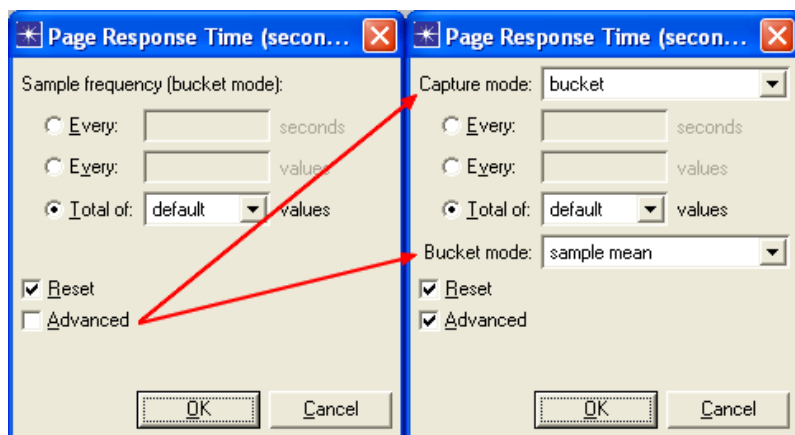 Page Response Time (secon...
Sample frequency (bucket mode):
Every: seconds
Every: values
Total of: default values
Reset
Advanced
OK Cancel
Page Response Time (secon...
Capture mode: bucket
Every: seconds
Every: values
Total of: default values
Bucket mode: sample mean
Reset
Advanced
OK Cancel